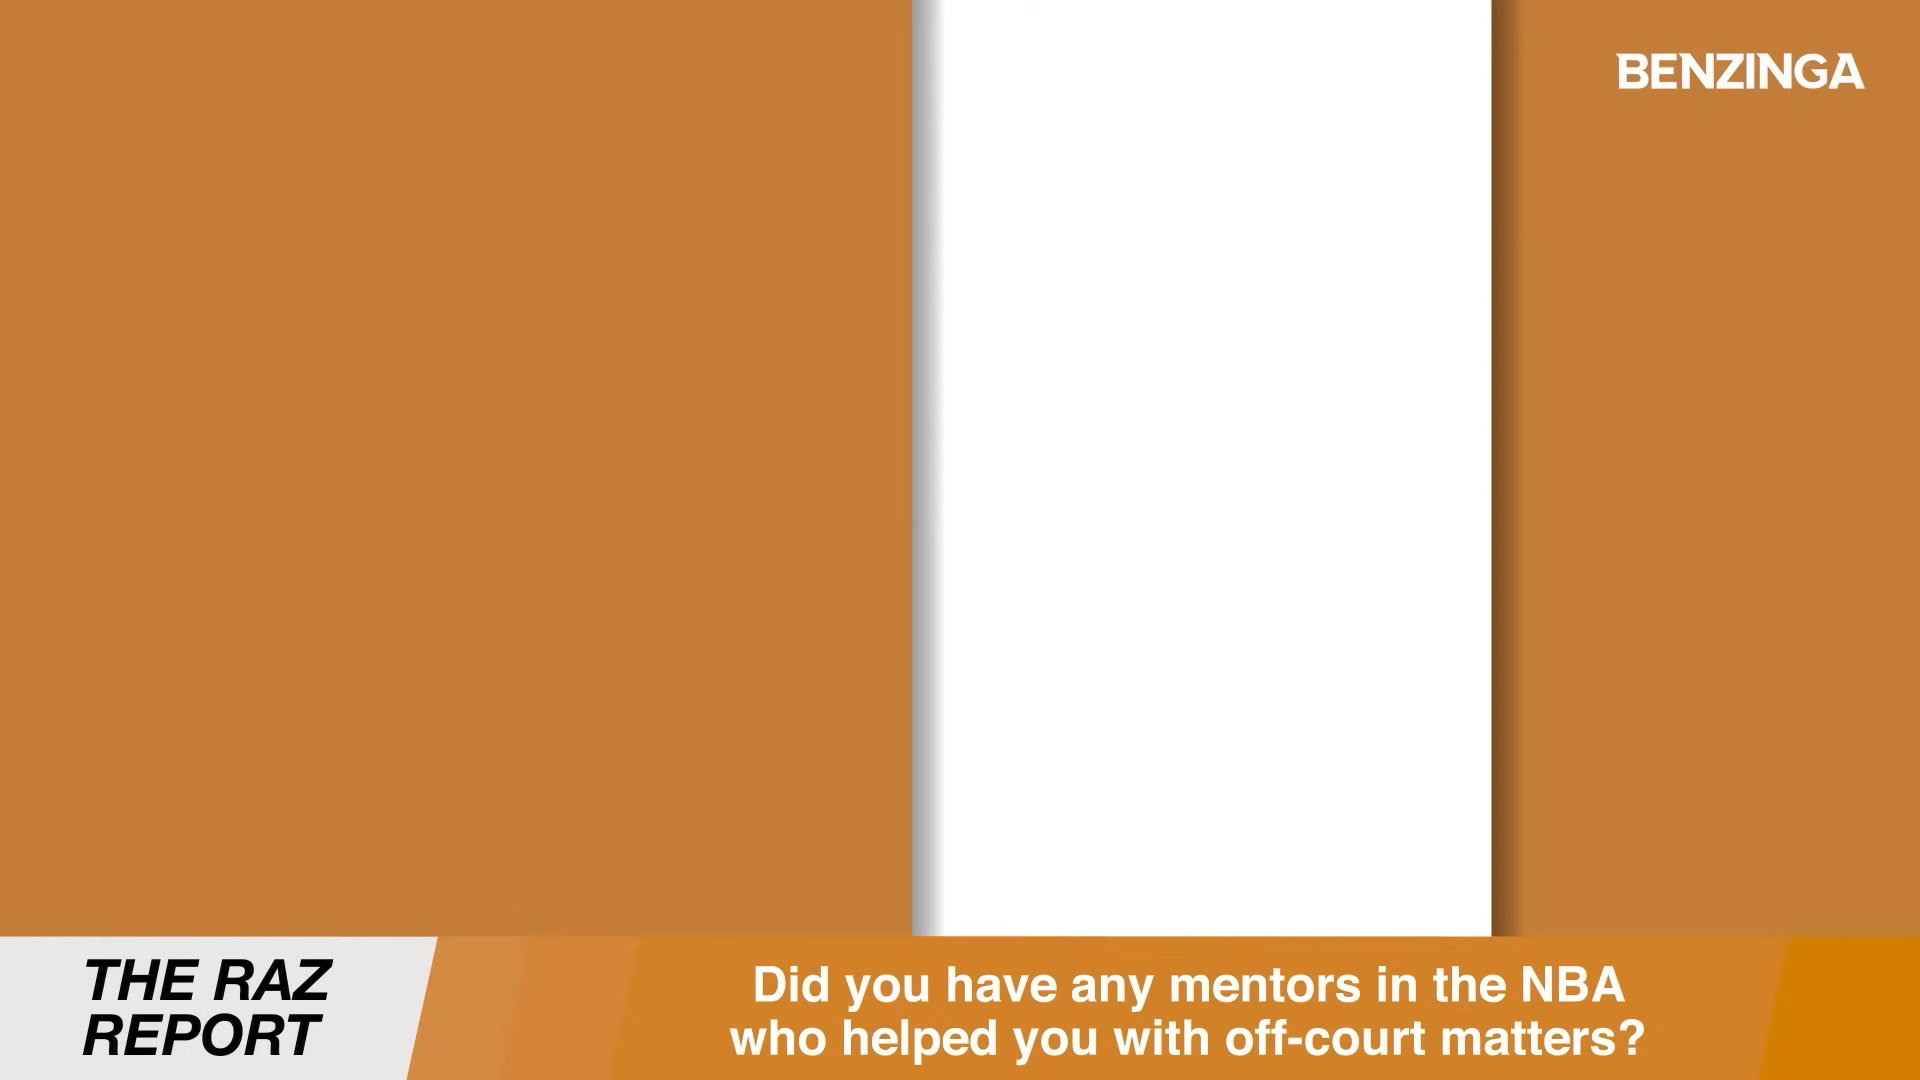 BENZINGA
THE RAZ
REPORT
Did you have any mentors in the NBA
who helped you with off-court matters?